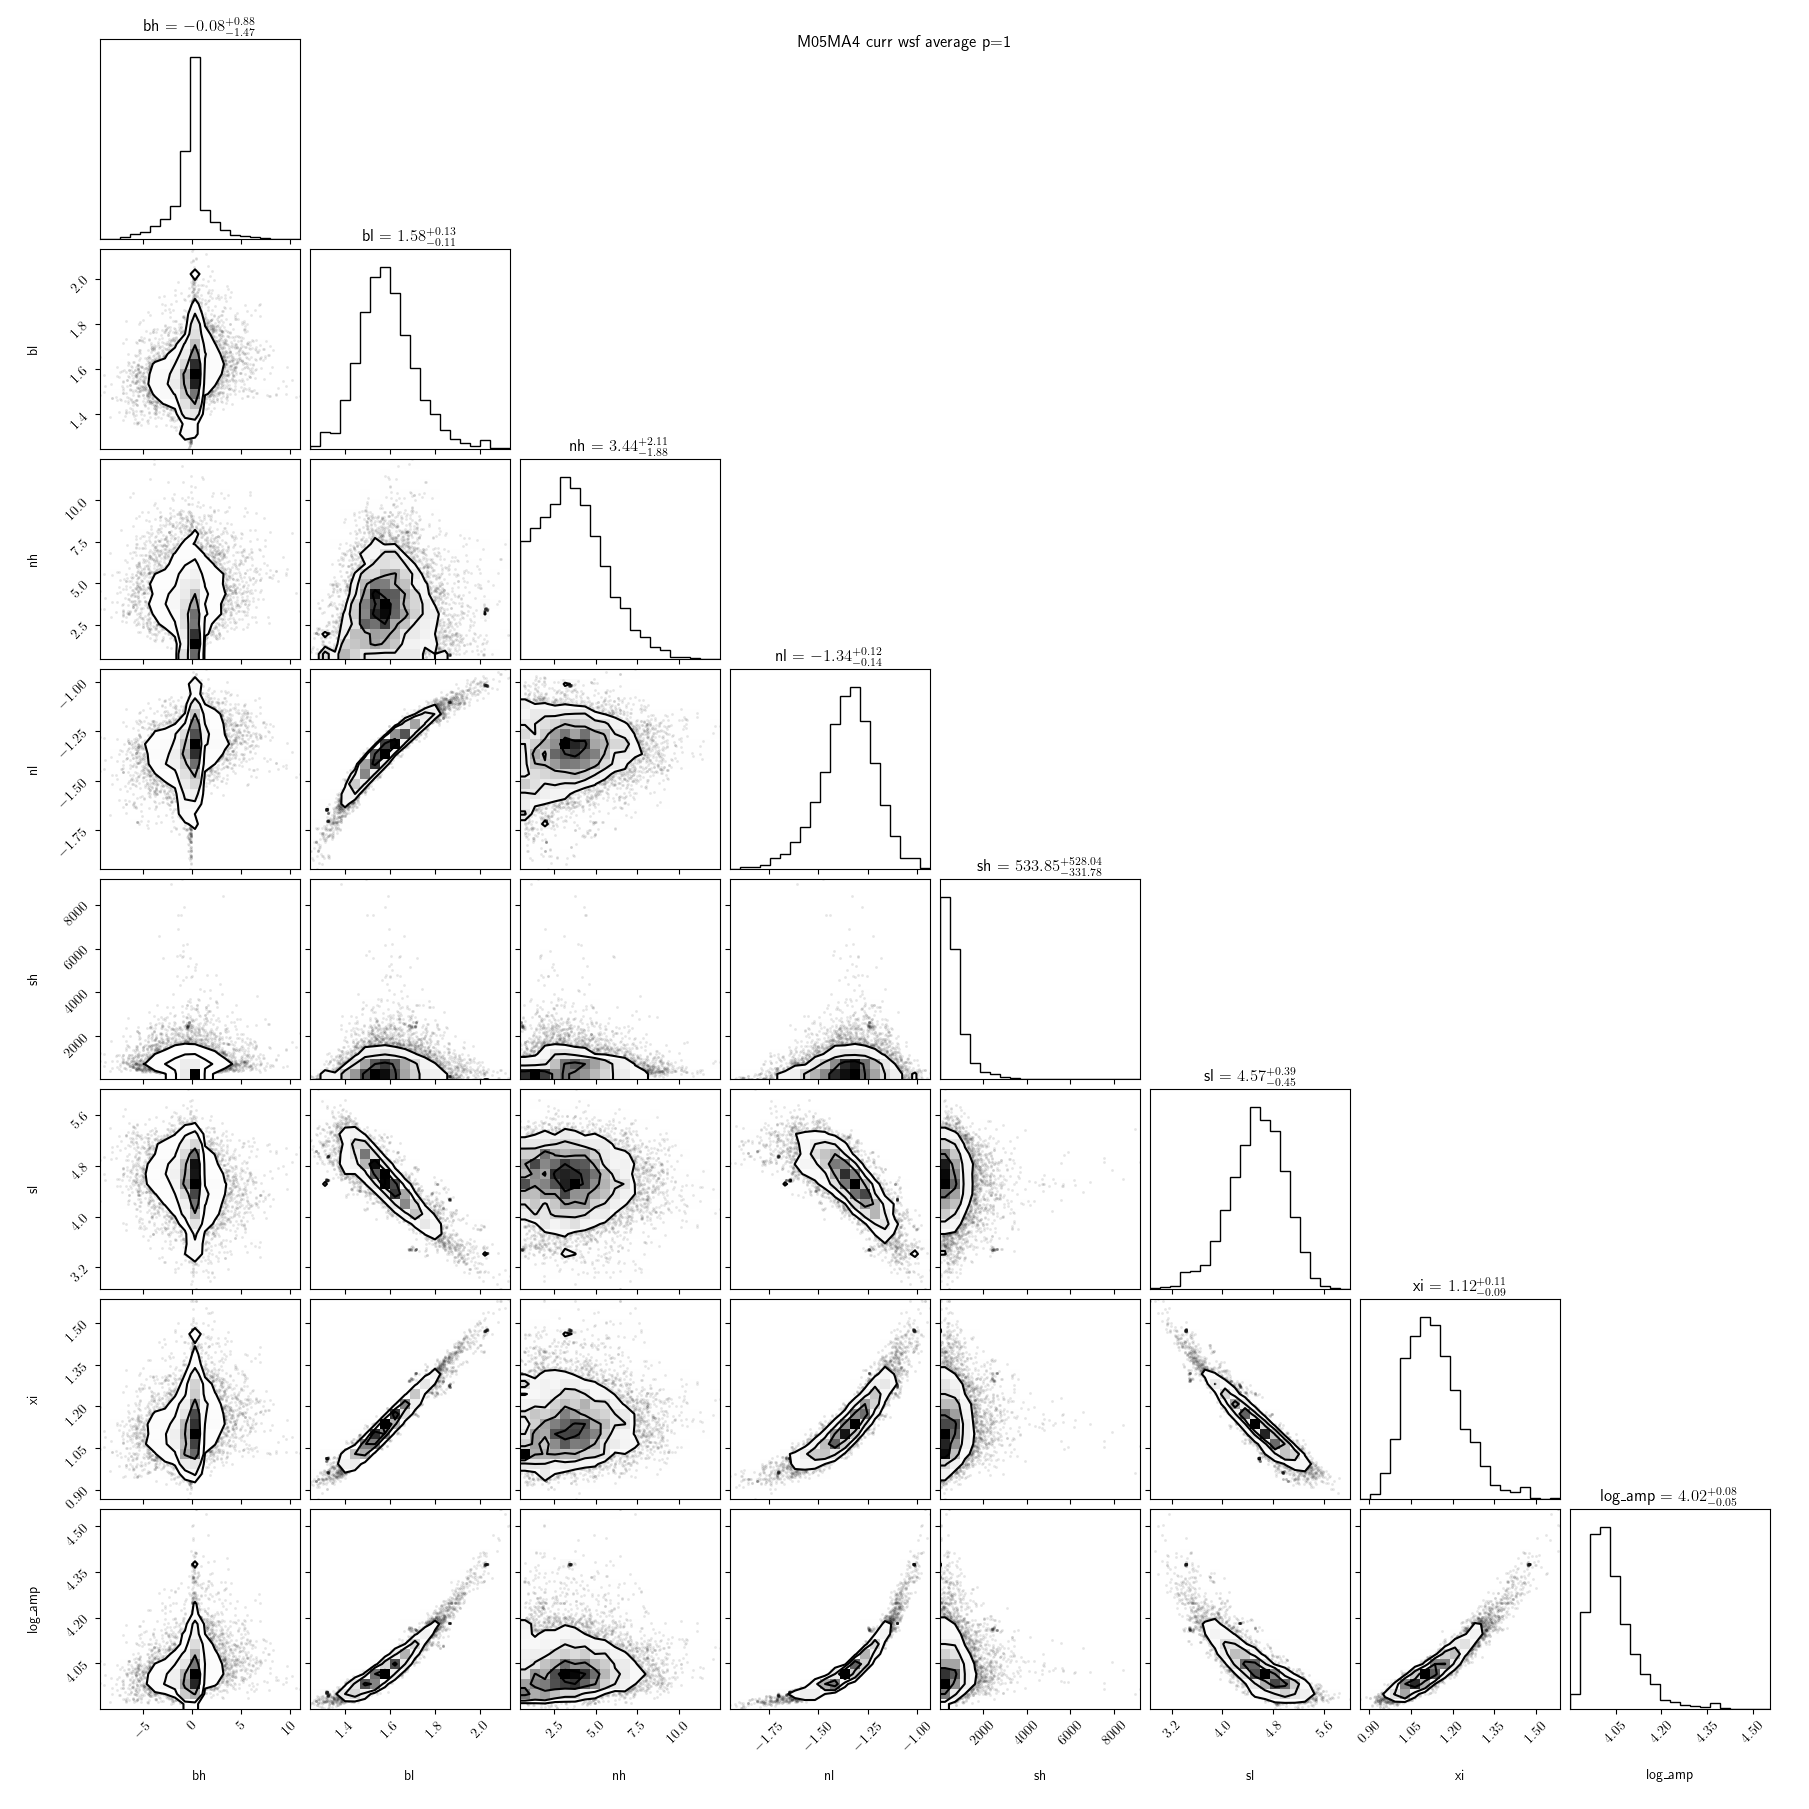 bh = −0.08^{+0.88}_{−1.47}
M05MA4 curr wsf average p=1
bl = 1.58^{+0.13}_{−0.11}
bl
2.0
1.8
1.6
1.4
nh = 3.44^{+2.11}_{−1.88}
nh
10.0
7.5
5.0
2.5
nl = −1.34^{+0.12}_{−0.14}
nl
−1.00
−1.25
−1.50
−1.75
sh = 533.85^{+528.04}_{−331.78}
sh
8000
6000
4000
2000
sl = 4.57^{+0.39}_{−0.45}
sl
5.6
4.8
4.0
3.2
xi = 1.12^{+0.11}_{−0.09}
xi
1.50
1.35
1.20
1.05
0.90
log_amp = 4.02^{+0.08}_{−0.05}
log_amp
4.50
4.35
4.20
4.05
−5 0 5 10
1.4 1.6 1.8 2.0
2.5 5.0 7.5 10.0
−1.75 −1.50 −1.25 −1.00
2000 4000 6000 8000
3.2 4.0 4.8 5.6
0.90 1.05 1.20 1.35 1.50
4.05 4.20 4.35 4.50
bh bl nh nl sh sl xi log_amp